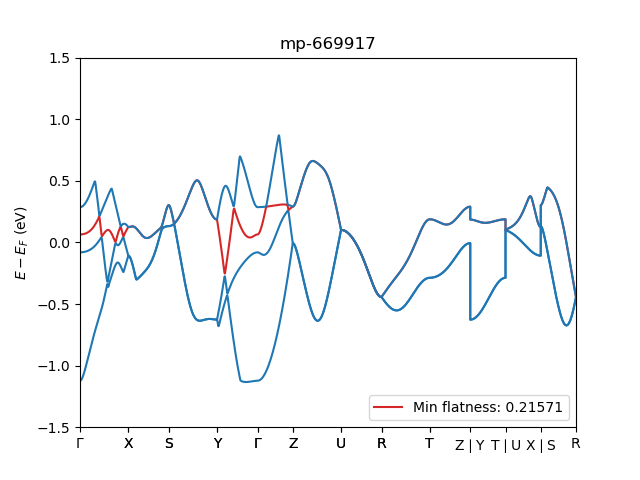 mp-669917
E − E_F (eV)
1.5
1.0
0.5
0.0
−0.5
−1.0
−1.5
Min flatness: 0.21571
Γ X S Y Γ Z U R T Z | Y T | U X | S R